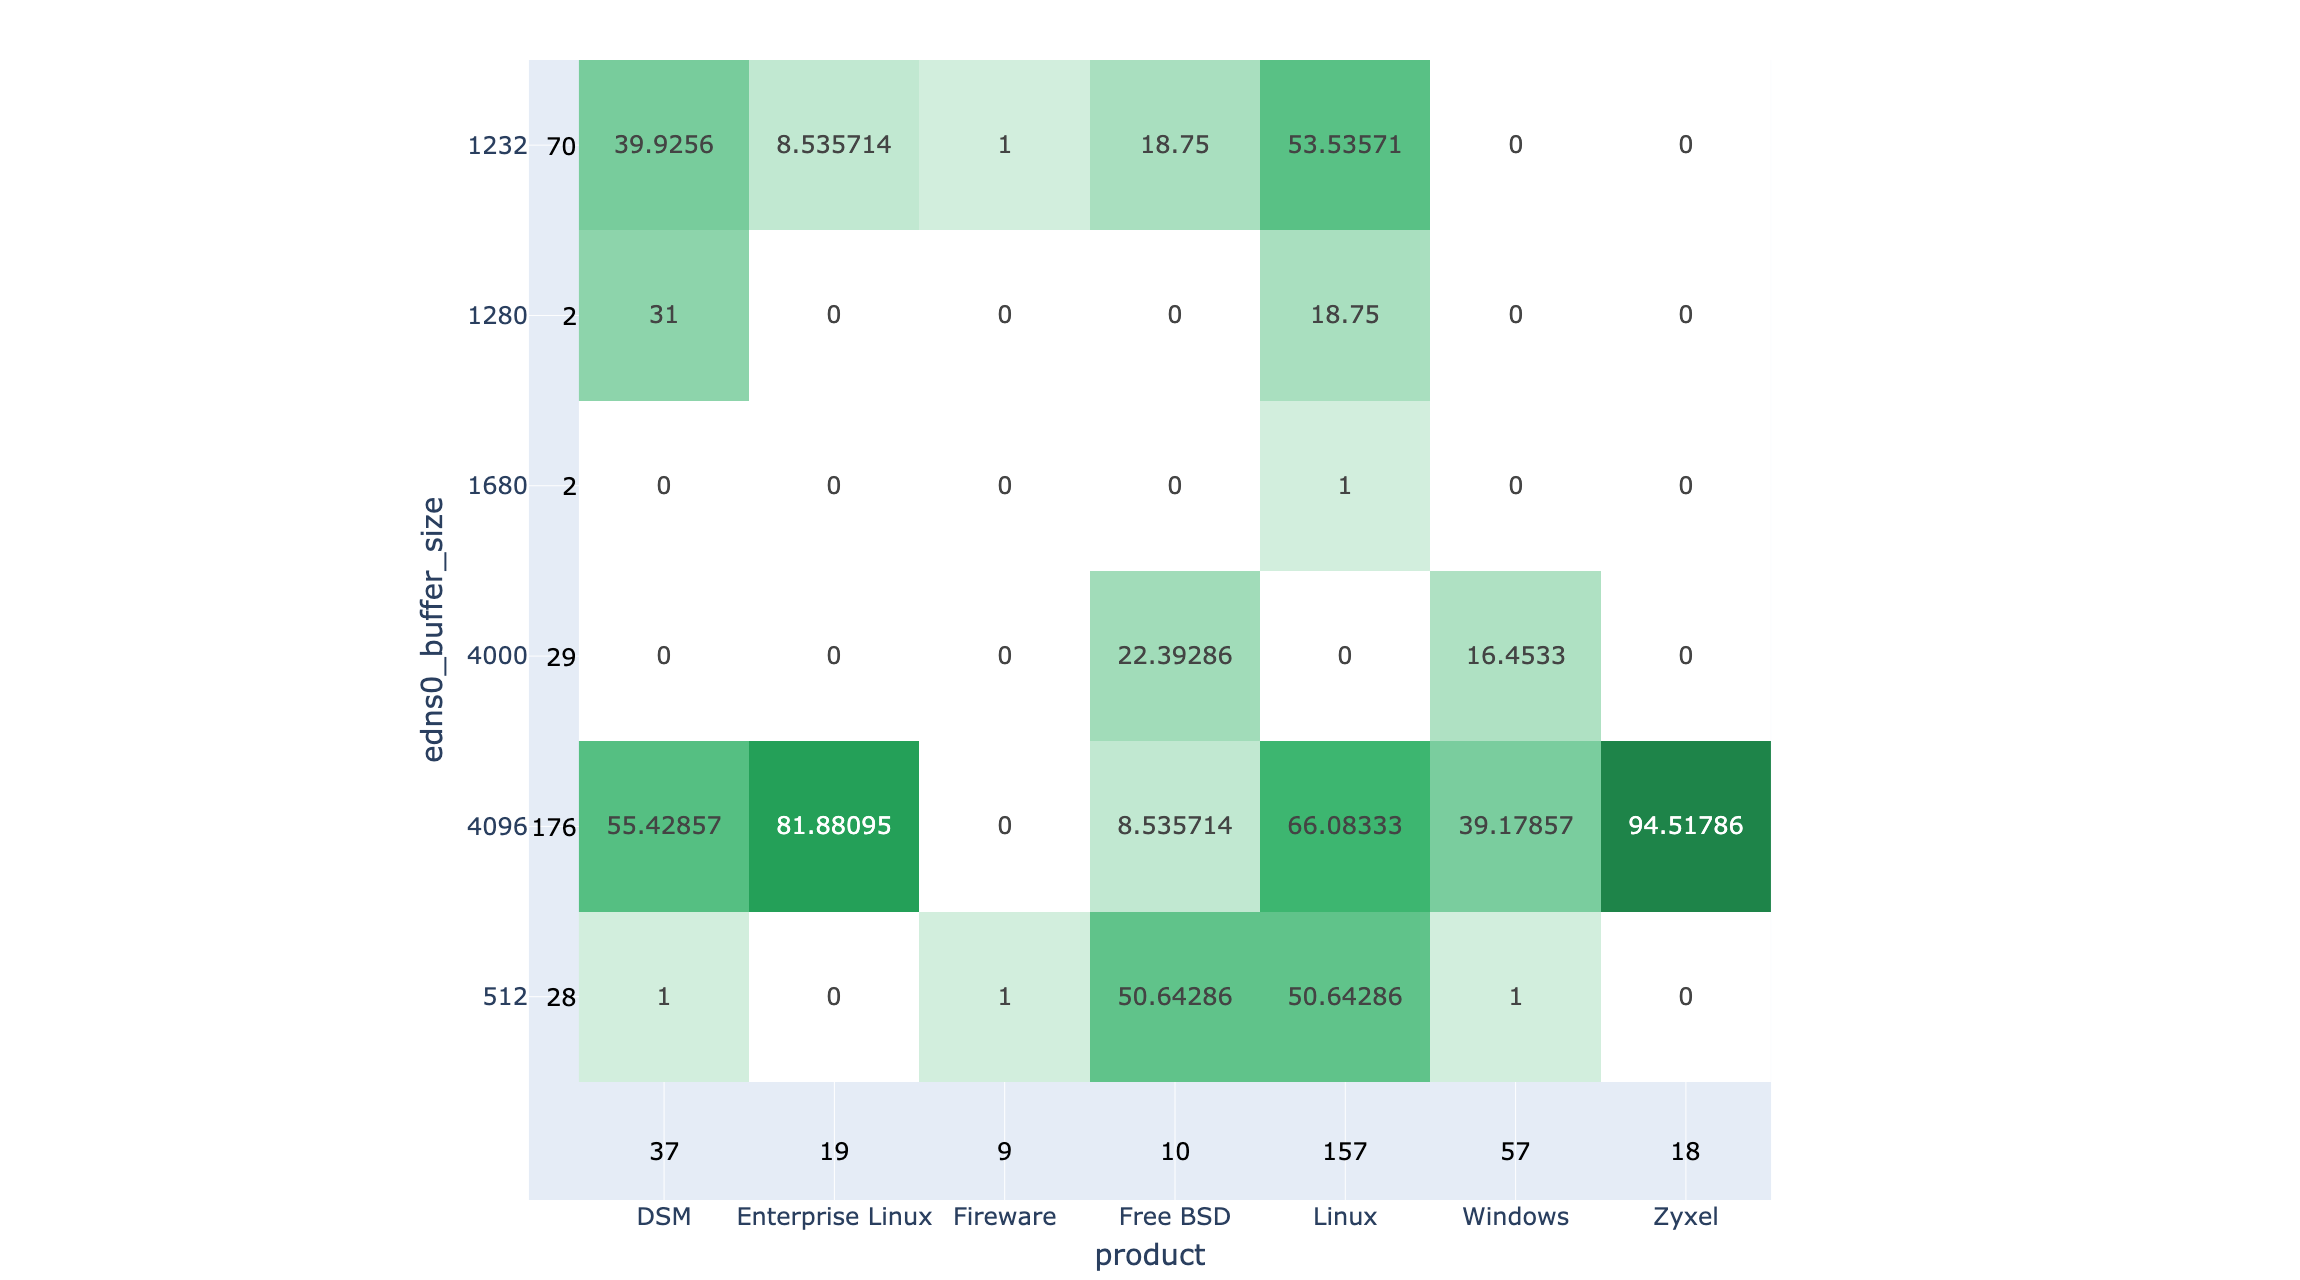 1232 70 39.9256 8.535714 1 18.75 53.53571 0 0
1280 2 31 0 0 0 18.75 0 0
1680 2 0 0 0 0 1 0 0
edns0_buffer_size
4000 29 0 0 0 22.39286 0 16.4533 0
4096 176 55.42857 81.88095 0 8.535714 66.08333 39.17857 94.51786
512 28 1 0 1 50.64286 50.64286 1 0
37 19 9 10 157 57 18
DSM Enterprise Linux Fireware Free BSD Linux Windows Zyxel
product